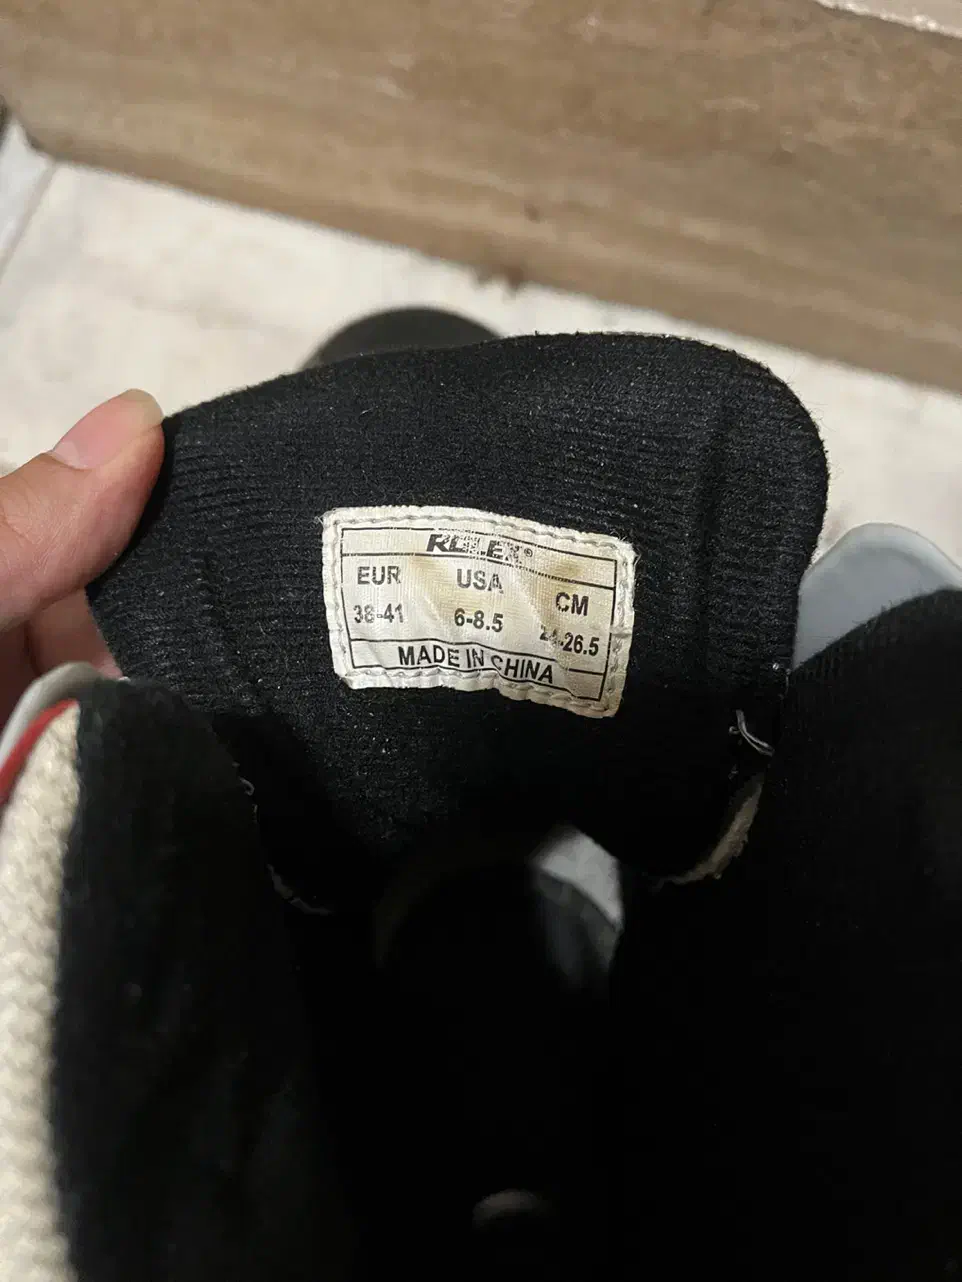 EUR USA CM
38-41 6-8.5 24-26.5
MADE IN CHINA